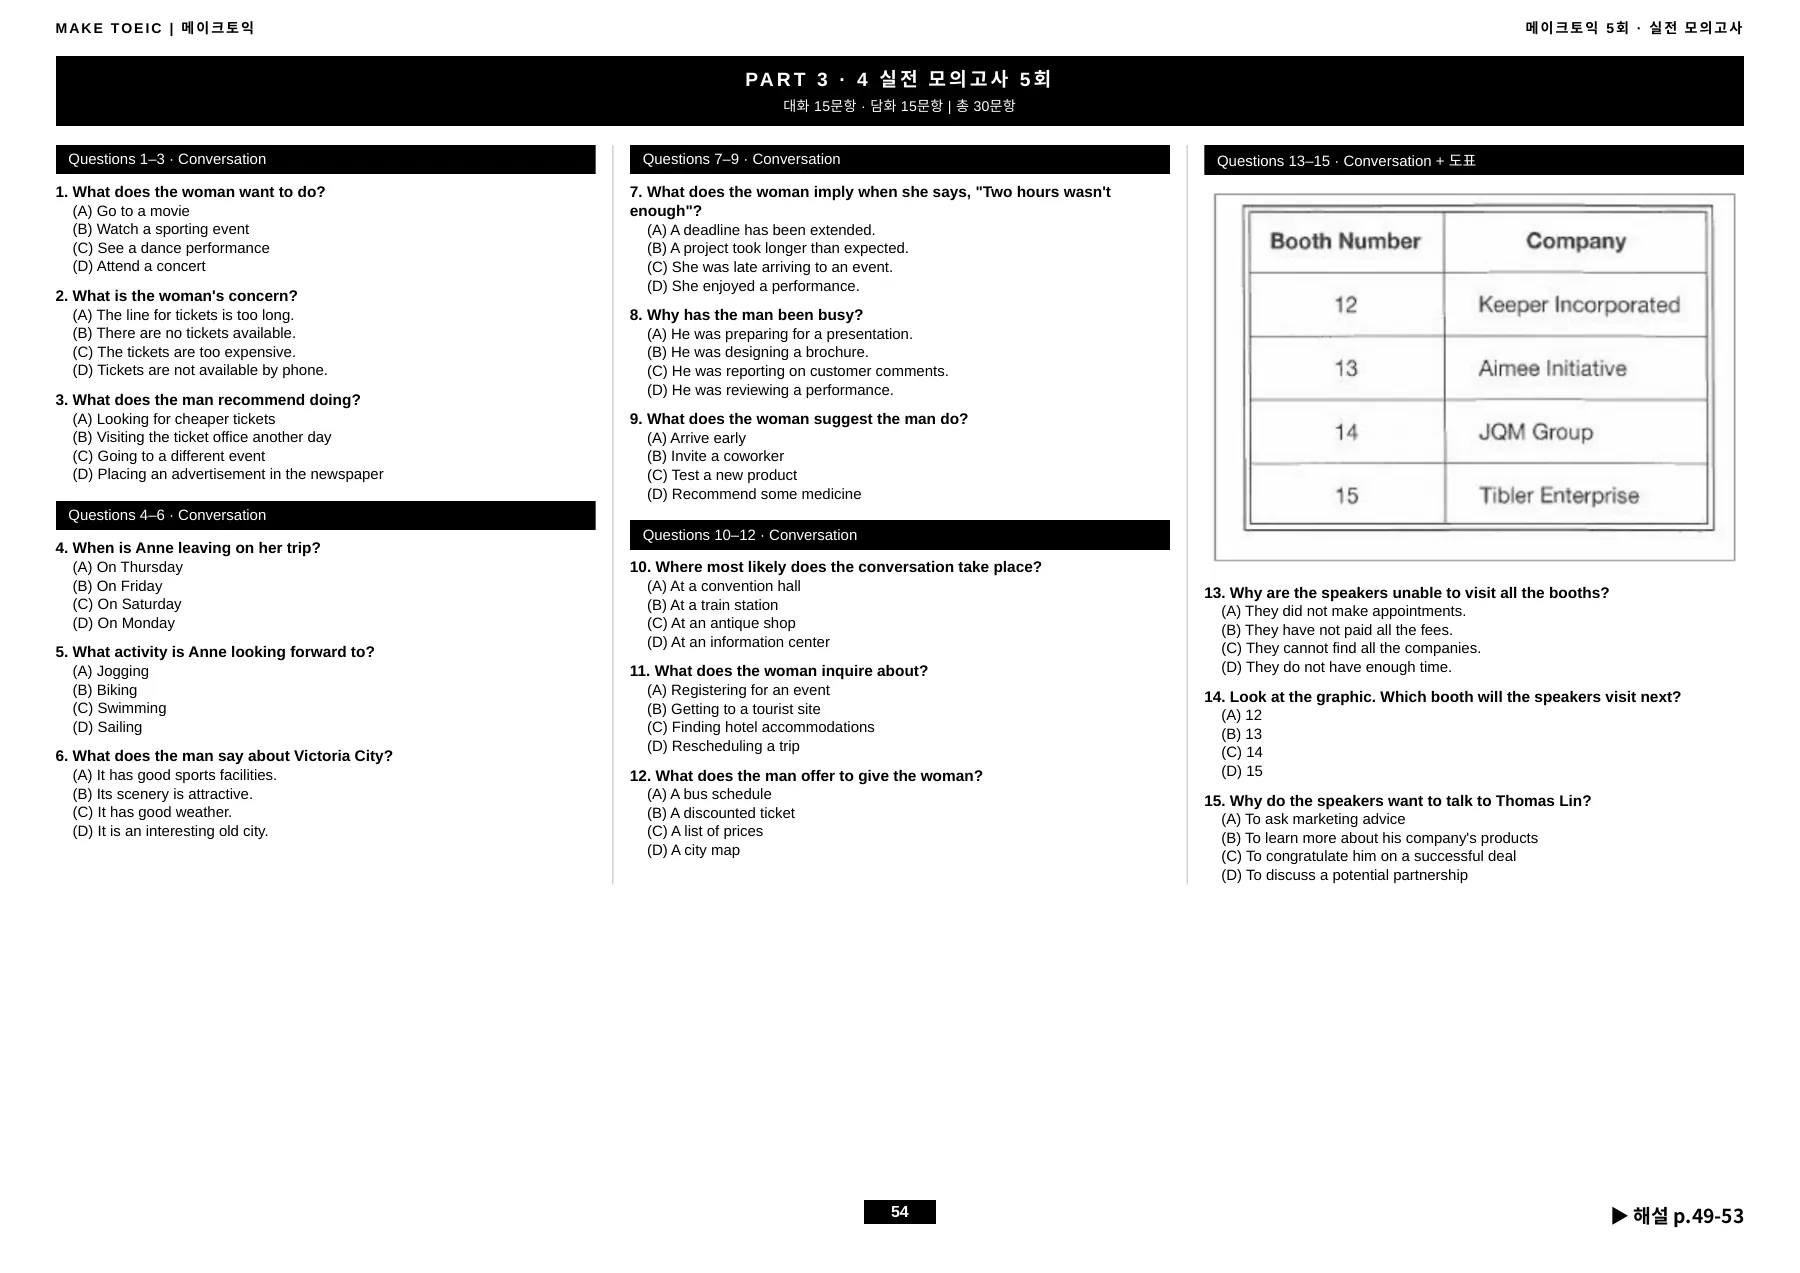 MAKE TOEIC | 메이크토익
메이크토익 5회 · 실전 모의고사
PART 3 · 4 실전 모의고사 5회
대화 15문항 · 담화 15문항 | 총 30문항
Questions 1–3 · Conversation
1. What does the woman want to do?
(A) Go to a movie
(B) Watch a sporting event
(C) See a dance performance
(D) Attend a concert
2. What is the woman's concern?
(A) The line for tickets is too long.
(B) There are no tickets available.
(C) The tickets are too expensive.
(D) Tickets are not available by phone.
3. What does the man recommend doing?
(A) Looking for cheaper tickets
(B) Visiting the ticket office another day
(C) Going to a different event
(D) Placing an advertisement in the newspaper
Questions 4–6 · Conversation
4. When is Anne leaving on her trip?
(A) On Thursday
(B) On Friday
(C) On Saturday
(D) On Monday
5. What activity is Anne looking forward to?
(A) Jogging
(B) Biking
(C) Swimming
(D) Sailing
6. What does the man say about Victoria City?
(A) It has good sports facilities.
(B) Its scenery is attractive.
(C) It has good weather.
(D) It is an interesting old city.
Questions 7–9 · Conversation
7. What does the woman imply when she says, "Two hours wasn't
enough"?
(A) A deadline has been extended.
(B) A project took longer than expected.
(C) She was late arriving to an event.
(D) She enjoyed a performance.
8. Why has the man been busy?
(A) He was preparing for a presentation.
(B) He was designing a brochure.
(C) He was reporting on customer comments.
(D) He was reviewing a performance.
9. What does the woman suggest the man do?
(A) Arrive early
(B) Invite a coworker
(C) Test a new product
(D) Recommend some medicine
Questions 10–12 · Conversation
10. Where most likely does the conversation take place?
(A) At a convention hall
(B) At a train station
(C) At an antique shop
(D) At an information center
11. What does the woman inquire about?
(A) Registering for an event
(B) Getting to a tourist site
(C) Finding hotel accommodations
(D) Rescheduling a trip
12. What does the man offer to give the woman?
(A) A bus schedule
(B) A discounted ticket
(C) A list of prices
(D) A city map
Questions 13–15 · Conversation + 도표
Booth Number Company
12 Keeper Incorporated
13 Aimee Initiative
14 JQM Group
15 Tibler Enterprise
13. Why are the speakers unable to visit all the booths?
(A) They did not make appointments.
(B) They have not paid all the fees.
(C) They cannot find all the companies.
(D) They do not have enough time.
14. Look at the graphic. Which booth will the speakers visit next?
(A) 12
(B) 13
(C) 14
(D) 15
15. Why do the speakers want to talk to Thomas Lin?
(A) To ask marketing advice
(B) To learn more about his company's products
(C) To congratulate him on a successful deal
(D) To discuss a potential partnership
54
▶ 해설 p.49-53